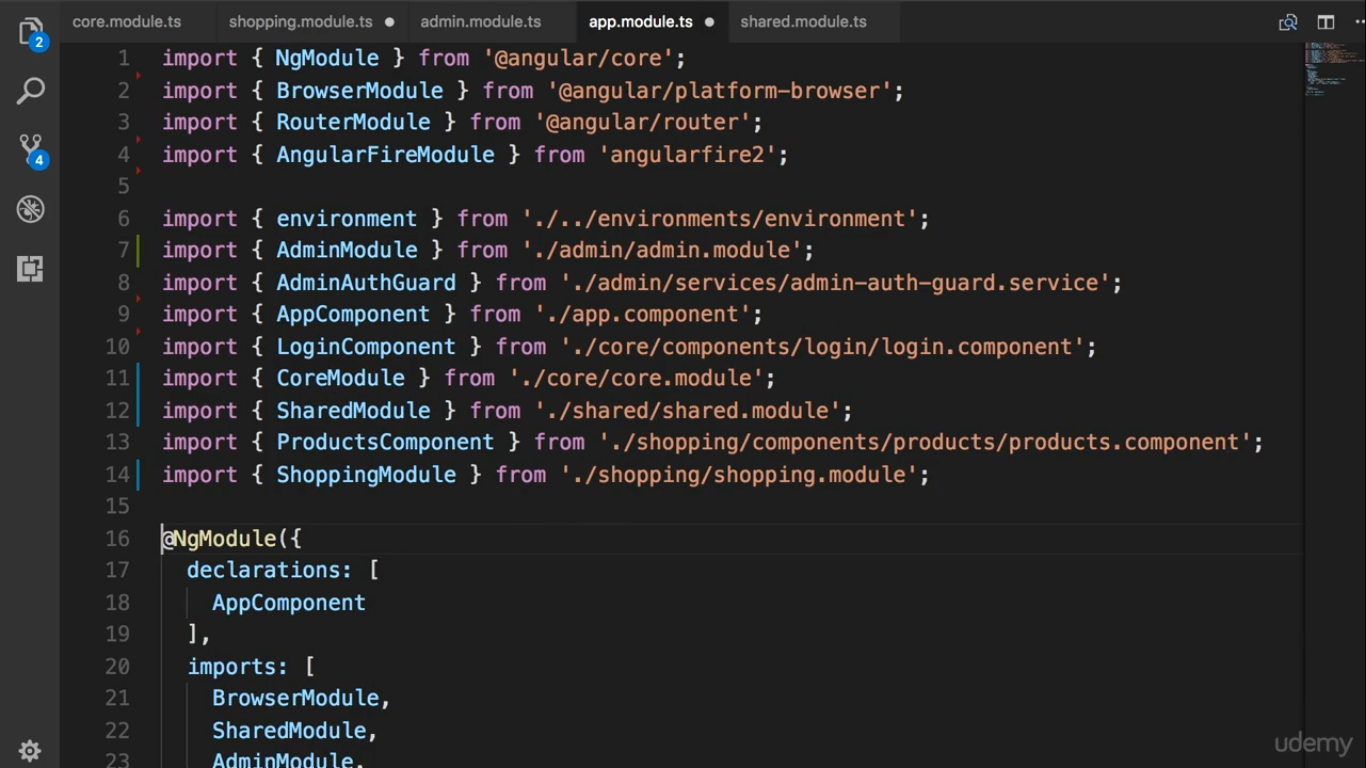 core.module.ts shopping.module.ts admin.module.ts app.module.ts shared.module.ts
2
4
1 import { NgModule } from '@angular/core';
2 import { BrowserModule } from '@angular/platform-browser';
3 import { RouterModule } from '@angular/router';
4 import { AngularFireModule } from 'angularfire2';
5
6 import { environment } from './../environments/environment';
7 import { AdminModule } from './admin/admin.module';
8 import { AdminAuthGuard } from './admin/services/admin-auth-guard.service';
9 import { AppComponent } from './app.component';
10 import { LoginComponent } from './core/components/login/login.component';
11 import { CoreModule } from './core/core.module';
12 import { SharedModule } from './shared/shared.module';
13 import { ProductsComponent } from './shopping/components/products/products.component';
14 import { ShoppingModule } from './shopping/shopping.module';
15
16 @NgModule({
17 declarations: [
18 AppComponent
19 ],
20 imports: [
21 BrowserModule,
22 SharedModule,
23 AdminModule,
udemy